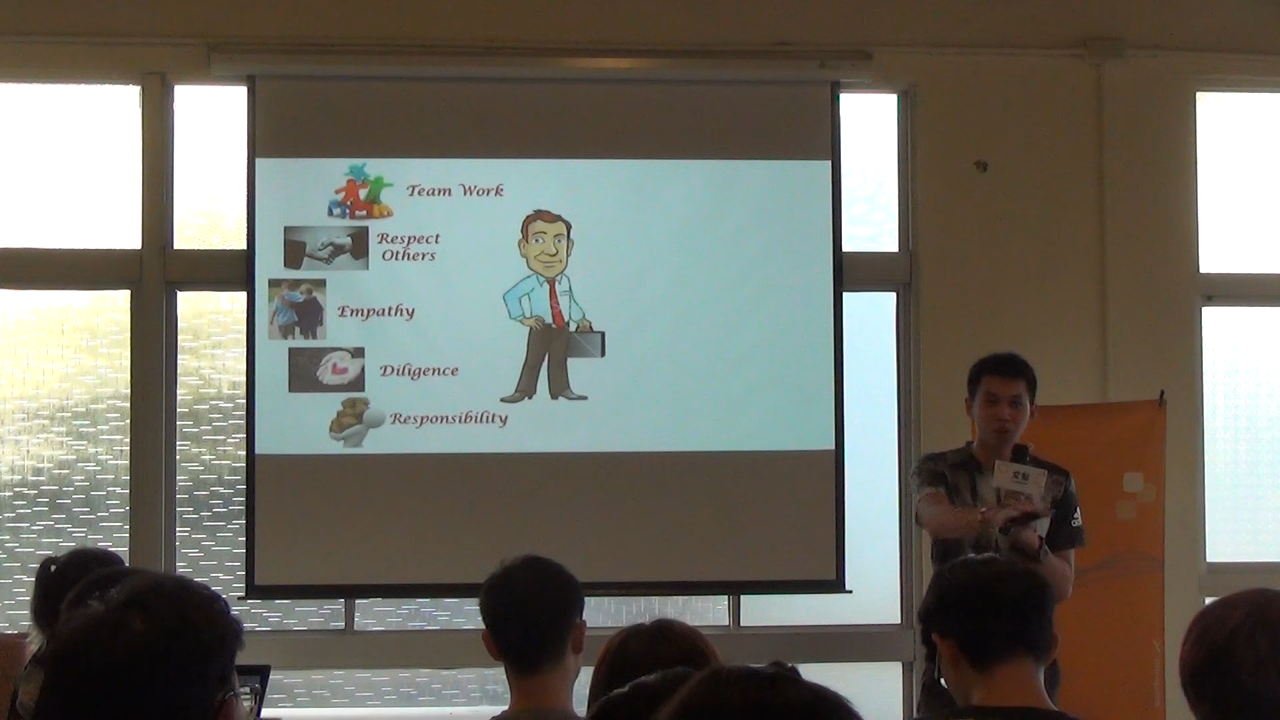 Team Work
Respect
Others
Empathy
Diligence
Responsibility